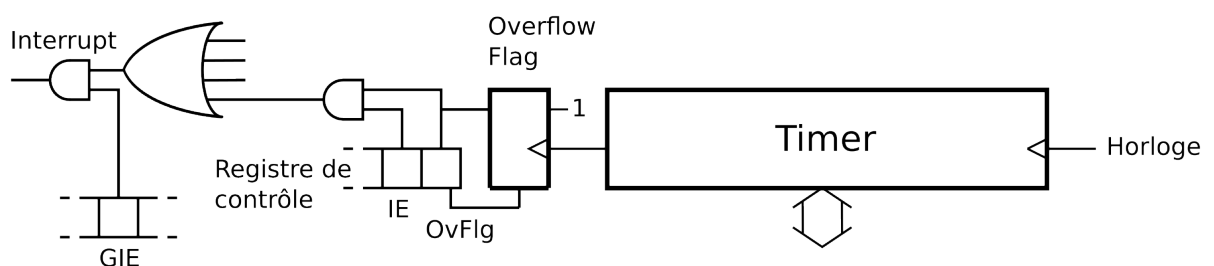 Interrupt
Overflow
Flag
1
Timer
Horloge
Registre de
contrôle
IE
OvFlg
GIE